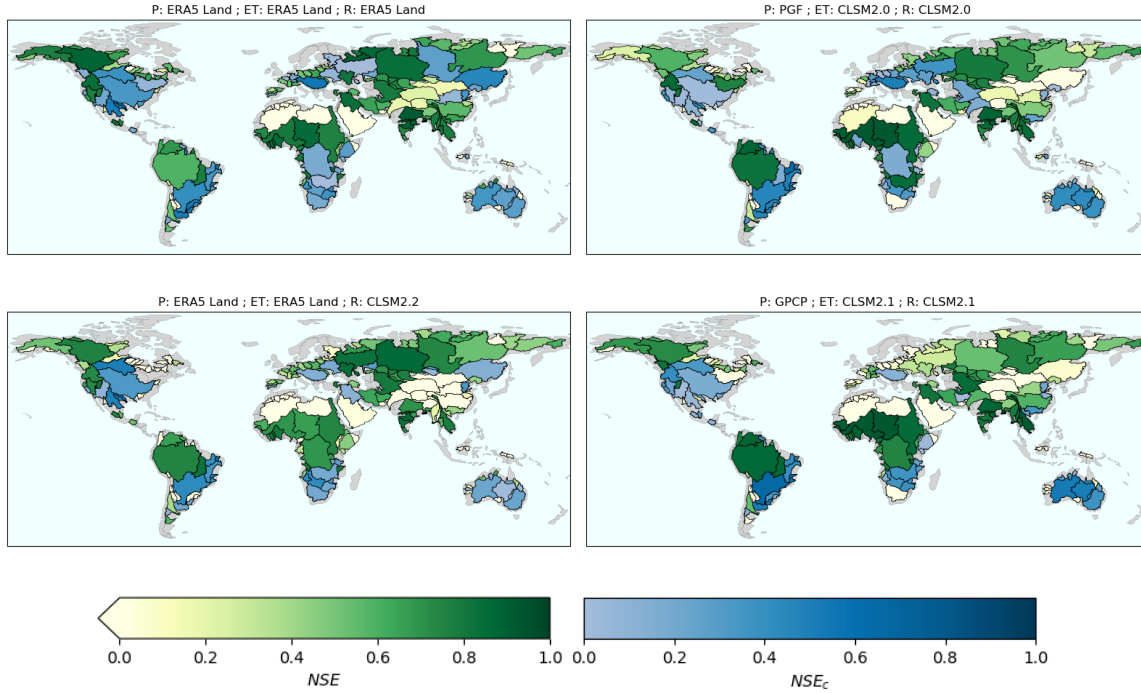 P: ERA5 Land ; ET: ERA5 Land ; R: ERA5 Land
P: PGF ; ET: CLSM2.0 ; R: CLSM2.0
P: ERA5 Land ; ET: ERA5 Land ; R: CLSM2.2
P: GPCP ; ET: CLSM2.1 ; R: CLSM2.1
0.0 0.2 0.4 0.6 0.8 1.0
NSE
0.0 0.2 0.4 0.6 0.8 1.0
NSE_c